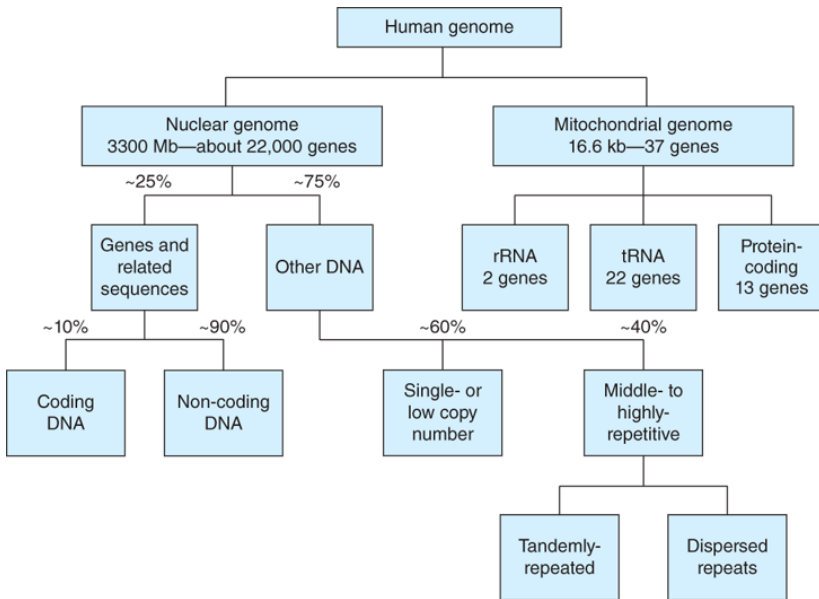 Human genome
Nuclear genome
3300 Mb—about 22,000 genes
Mitochondrial genome
16.6 kb—37 genes
~25%
~75%
Genes and
related
sequences
Other DNA
rRNA
2 genes
tRNA
22 genes
Protein-
coding
13 genes
~10%
~90%
~60%
~40%
Coding
DNA
Non-coding
DNA
Single- or
low copy
number
Middle- to
highly-
repetitive
Tandemly-
repeated
Dispersed
repeats